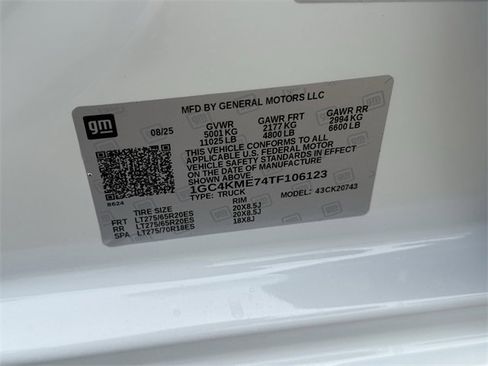 MFD BY GENERAL MOTORS LLC
gm
08/25
GVWR GAWR FRT GAWR RR
5001 KG 2177 KG 2994 KG
11025 LB 4800 LB 6600 LB
THIS VEHICLE CONFORMS TO ALL
APPLICABLE U.S. FEDERAL MOTOR
VEHICLE SAFETY STANDARDS IN EFFECT
ON THE DATE OF MANUFACTURE
SHOWN ABOVE.
1GC4KME74TF106123
TYPE: TRUCK MODEL: 43CK20743
B624
TIRE SIZE RIM
FRT LT275/65R20ES 20X8.5J
RR LT275/65R20ES 20X8.5J
SPA LT275/70R18ES 18X8J